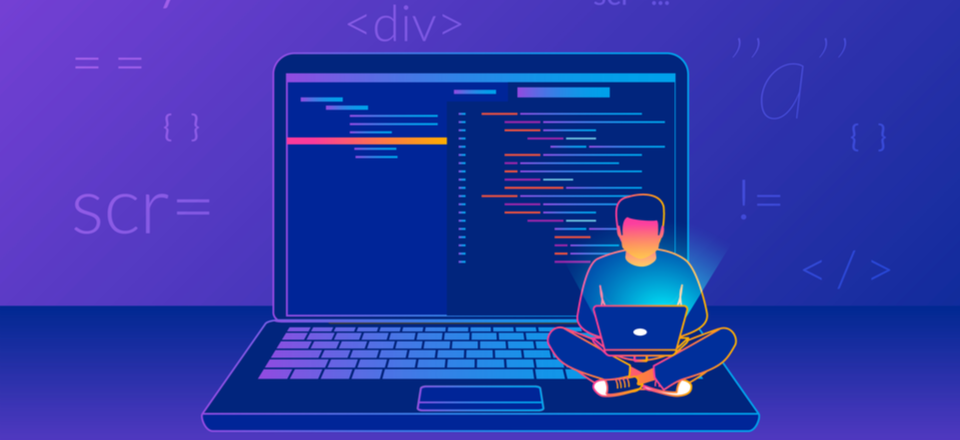 <div>
= =
{ }
scr=
,, ,,
a
{ }
!=
</ >